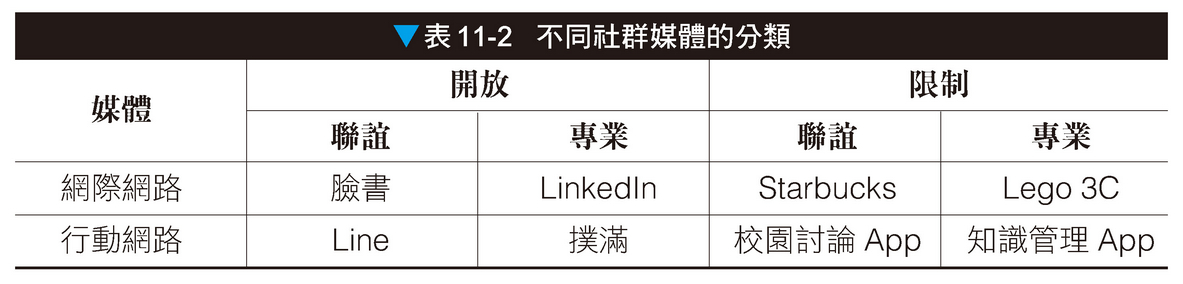 ▼表 11-2 不同社群媒體的分類
媒體 開放 限制
聯誼 專業 聯誼 專業
網際網路 臉書 LinkedIn Starbucks Lego 3C
行動網路 Line 撲滿 校園討論 App 知識管理 App